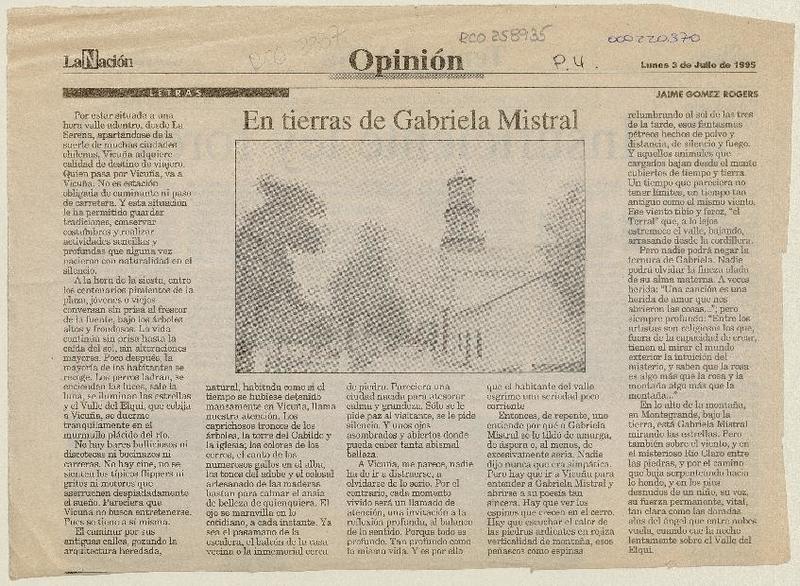 RCO 258935
000220.370
La Nación
Opinión
P.U.
Lunes 3 de Julio de 1995
LETRAS
JAIME GOMEZ ROGERS
En tierras de Gabriela Mistral
Por estar situada a una
hora valle adentro, desde La
Serena, apartándose de la
suerte de muchas ciudades
chilenas, Vicuña adquiere
calidad de destino de viajero.
Quien pasa por Vicuña, va a
Vicuña. No es estación
obligada de caminante ni paso
de carretera. Y esta situación
le ha permitido guardar
tradiciones, conservar
costumbres y realizar
actividades sencillas y
profundas que alguna vez
nacieron con naturalidad en el
silencio.
A la hora de la siesta, entre
los centenarios pimientos de la
plaza, jóvenes o viejos
conversan sin prisa al frescor
de la fuente, bajo los árboles
altos y frondosos. La vida
continúa sin prisa hasta la
caída del sol, sin alteraciones
mayores. Poco después, la
mayoría de los habitantes se
recoge. Los perros ladran, se
encienden las luces, sale la
luna, se iluminan las estrellas
y el Valle del Elqui, que cobija
a Vicuña, se duerme
tranquilamente en el
murmullo plácido del río.
No hay bares bulliciosos ni
discotecas ni bocinazos ni
carreras. No hay cine, no se
sienten los típicos flippers ni
gritos ni motores que
aserruchen despiadadamente
el sueño. Pareciera que
Vicuña no busca entretenerse.
Pues se tiene a sí misma.
El caminar por sus
antiguas calles, gozando la
arquitectura heredada,
natural, habitada como si el
tiempo se hubiese detenido
mansamente en Vicuña, llama
nuestra atención. Los
caprichosos troncos de los
árboles, la torre del Cabildo y
la iglesia, los colores de los
cerros, el canto de los
numerosos gallos en el alba,
los tonos del adobe y el colosal
artesanado de las maderas
bastan para calmar el ansia
de belleza de quienquiera. El
ojo se maravilla en lo
cotidiano, a cada instante. Ya
sea el pasamano de la
escalera, el balcón de la casa
vecina o la inmemorial cerca
de piedra. Pareciera una
ciudad nacida para atesorar
calma y grandeza. Sólo se le
pide paz al visitante, se le pide
silencio. Y unos ojos
asombrados y abiertos donde
pueda caber tanta abismal
belleza.
A Vicuña, me parece, nadie
ha de ir a distraerse, a
olvidarse de lo serio. Por el
contrario, cada momento
vivido será un llamado de
atención, una invitación a la
reflexión profunda, al balance
de lo sentido. Porque todo es
profundo. Tan profundo como
la misma vida. Y es por ello
que el habitante del valle
esgrime una seriedad poco
corriente
Entonces, de repente, uno
entiende por qué a Gabriela
Mistral se le tildó de amarga,
de áspera o, al menos, de
excesivamente seria. Nadie
dijo nunca que era simpática.
Pero hay que ir a Vicuña para
entender a Gabriela Mistral y
abrirse a su poesía tan
sincera. Hay que ver los
espinos que crecen en el cerro.
Hay que escuchar el calor de
las piedras ardientes en rojiza
verticalidad de montaña, esos
peñascos como espinas
relumbrando al sol de las tres
de la tarde, esos fantasmas
pétreos hechos de polvo y
distancia, de silencio y fuego.
Y aquellos animales que
cargados bajan desde el monte
cubiertos de tiempo y tierra.
Un tiempo que pareciera no
tener límites, un tiempo tan
antiguo como el mismo viento.
Ese viento tibio y feroz, "el
Terral" que, a lo lejos
estremece el valle, bajando,
arrasando desde la cordillera.
Pero nadie podrá negar la
ternura de Gabriela. Nadie
podrá olvidar la fineza alada
de su alma materna. A veces
herida: "Una canción es una
herida de amor que nos
abrieron las cosas...", pero
siempre profunda: "Entre los
artistas son religiosos los que,
fuera de la capacidad de crear,
tienen al mirar el mundo
exterior la intuición del
misterio, y saben que la rosa
es algo más que la rosa y la
montaña algo más que la
montaña..."
En lo alto de la montaña,
en Montegrande, bajo la
tierra, está Gabriela Mistral
mirando las estrellas. Pero
también sobre el viento, y en
el misterioso Río Claro entre
las piedras, y por el camino
que baja serpenteando hacia
lo hondo, y en los pies
desnudos de un niño, su voz,
su fuerza permanente, vital,
tan clara como las doradas
alas del ángel que entre nubes
vuela, cuando cae la noche
lentamente sobre el Valle del
Elqui.